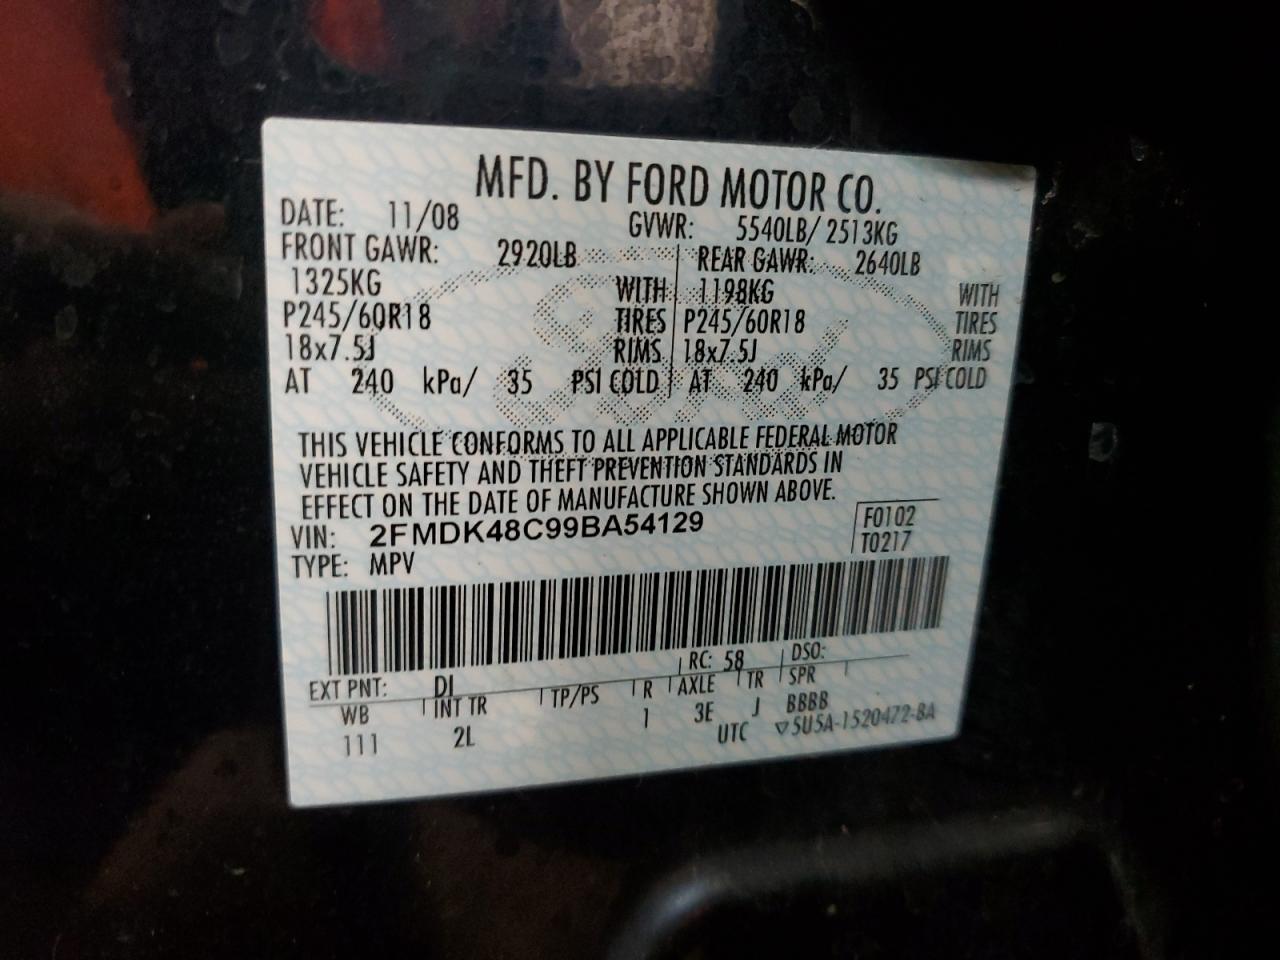 MFD. BY FORD MOTOR CO.
DATE: 11/08 GVWR: 5540LB/ 2513KG
FRONT GAWR: 2920LB REAR GAWR: 2640LB
1325KG WITH 1198KG WITH
P245/60R18 TIRES P245/60R18 TIRES
18x7.5J RIMS 18x7.5J RIMS
AT 240 kPa/ 35 PSI COLD AT 240 kPa/ 35 PSI COLD
THIS VEHICLE CONFORMS TO ALL APPLICABLE FEDERAL MOTOR
VEHICLE SAFETY AND THEFT PREVENTION STANDARDS IN
EFFECT ON THE DATE OF MANUFACTURE SHOWN ABOVE.
VIN: 2FMDK48C99BA54129 F0102
TYPE: MPV T0217
EXT PNT: DI RC: 58 DSO:
WB INT TR TP/PS R AXLE TR SPR
111 2L 1 3E J BBBB
UTC ▽5U5A-1520472-BA